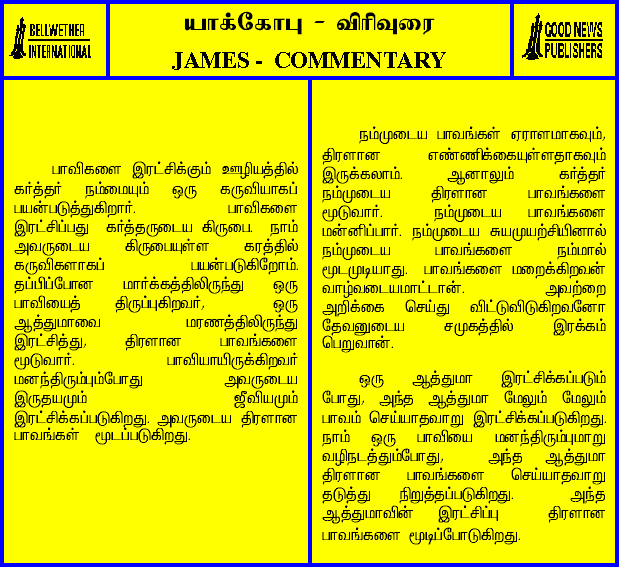 BELLWETHER
INTERNATIONAL
யாக்கோபு - விரிவுரை
JAMES - COMMENTARY
GOOD NEWS
PUBLISHERS
பாவிகளை இரட்சிக்கும் ஊழியத்தில்
கர்த்தர் நம்மையும் ஒரு கருவியாகப்
பயன்படுத்துகிறார். பாவிகளை
இரட்சிப்பது கர்த்தருடைய கிருபை. நாம்
அவருடைய கிருபையுள்ள கரத்தில்
கருவிகளாகப் பயன்படுகிறோம்.
தப்பிப்போன மார்க்கத்திலிருந்து ஒரு
பாவியைத் திருப்புகிறவர், ஒரு
ஆத்துமாவை மரணத்திலிருந்து
இரட்சித்து, திரளான பாவங்களை
மூடுவார். பாவியாயிருக்கிறவர்
மனந்திரும்பும்போது அவருடைய
இருதயமும் ஜீவியமும்
இரட்சிக்கப்படுகிறது. அவருடைய திரளான
பாவங்கள் மூடப்படுகிறது.
நம்முடைய பாவங்கள் ஏராளமாகவும்,
திரளான எண்ணிக்கையுள்ளதாகவும்
இருக்கலாம். ஆனாலும் கர்த்தர்
நம்முடைய திரளான பாவங்களை
மூடுவார். நம்முடைய பாவங்களை
மன்னிப்பார். நம்முடைய சுயமுயற்சியினால்
நம்முடைய பாவங்களை நம்மால்
மூடமுடியாது. பாவங்களை மறைக்கிறவன்
வாழ்வடையமாட்டான். அவற்றை
அறிக்கை செய்து விட்டுவிடுகிறவனோ
தேவனுடைய சமுகத்தில் இரக்கம்
பெறுவான்.
ஒரு ஆத்துமா இரட்சிக்கப்படும்
போது, அந்த ஆத்துமா மேலும் மேலும்
பாவம் செய்யாதவாறு இரட்சிக்கப்படுகிறது.
நாம் ஒரு பாவியை மனந்திரும்புமாறு
வழிநடத்தும்போது, அந்த ஆத்துமா
திரளான பாவங்களை செய்யாதவாறு
தடுத்து நிறுத்தப்படுகிறது. அந்த
ஆத்துமாவின் இரட்சிப்பு திரளான
பாவங்களை மூடிப்போடுகிறது.